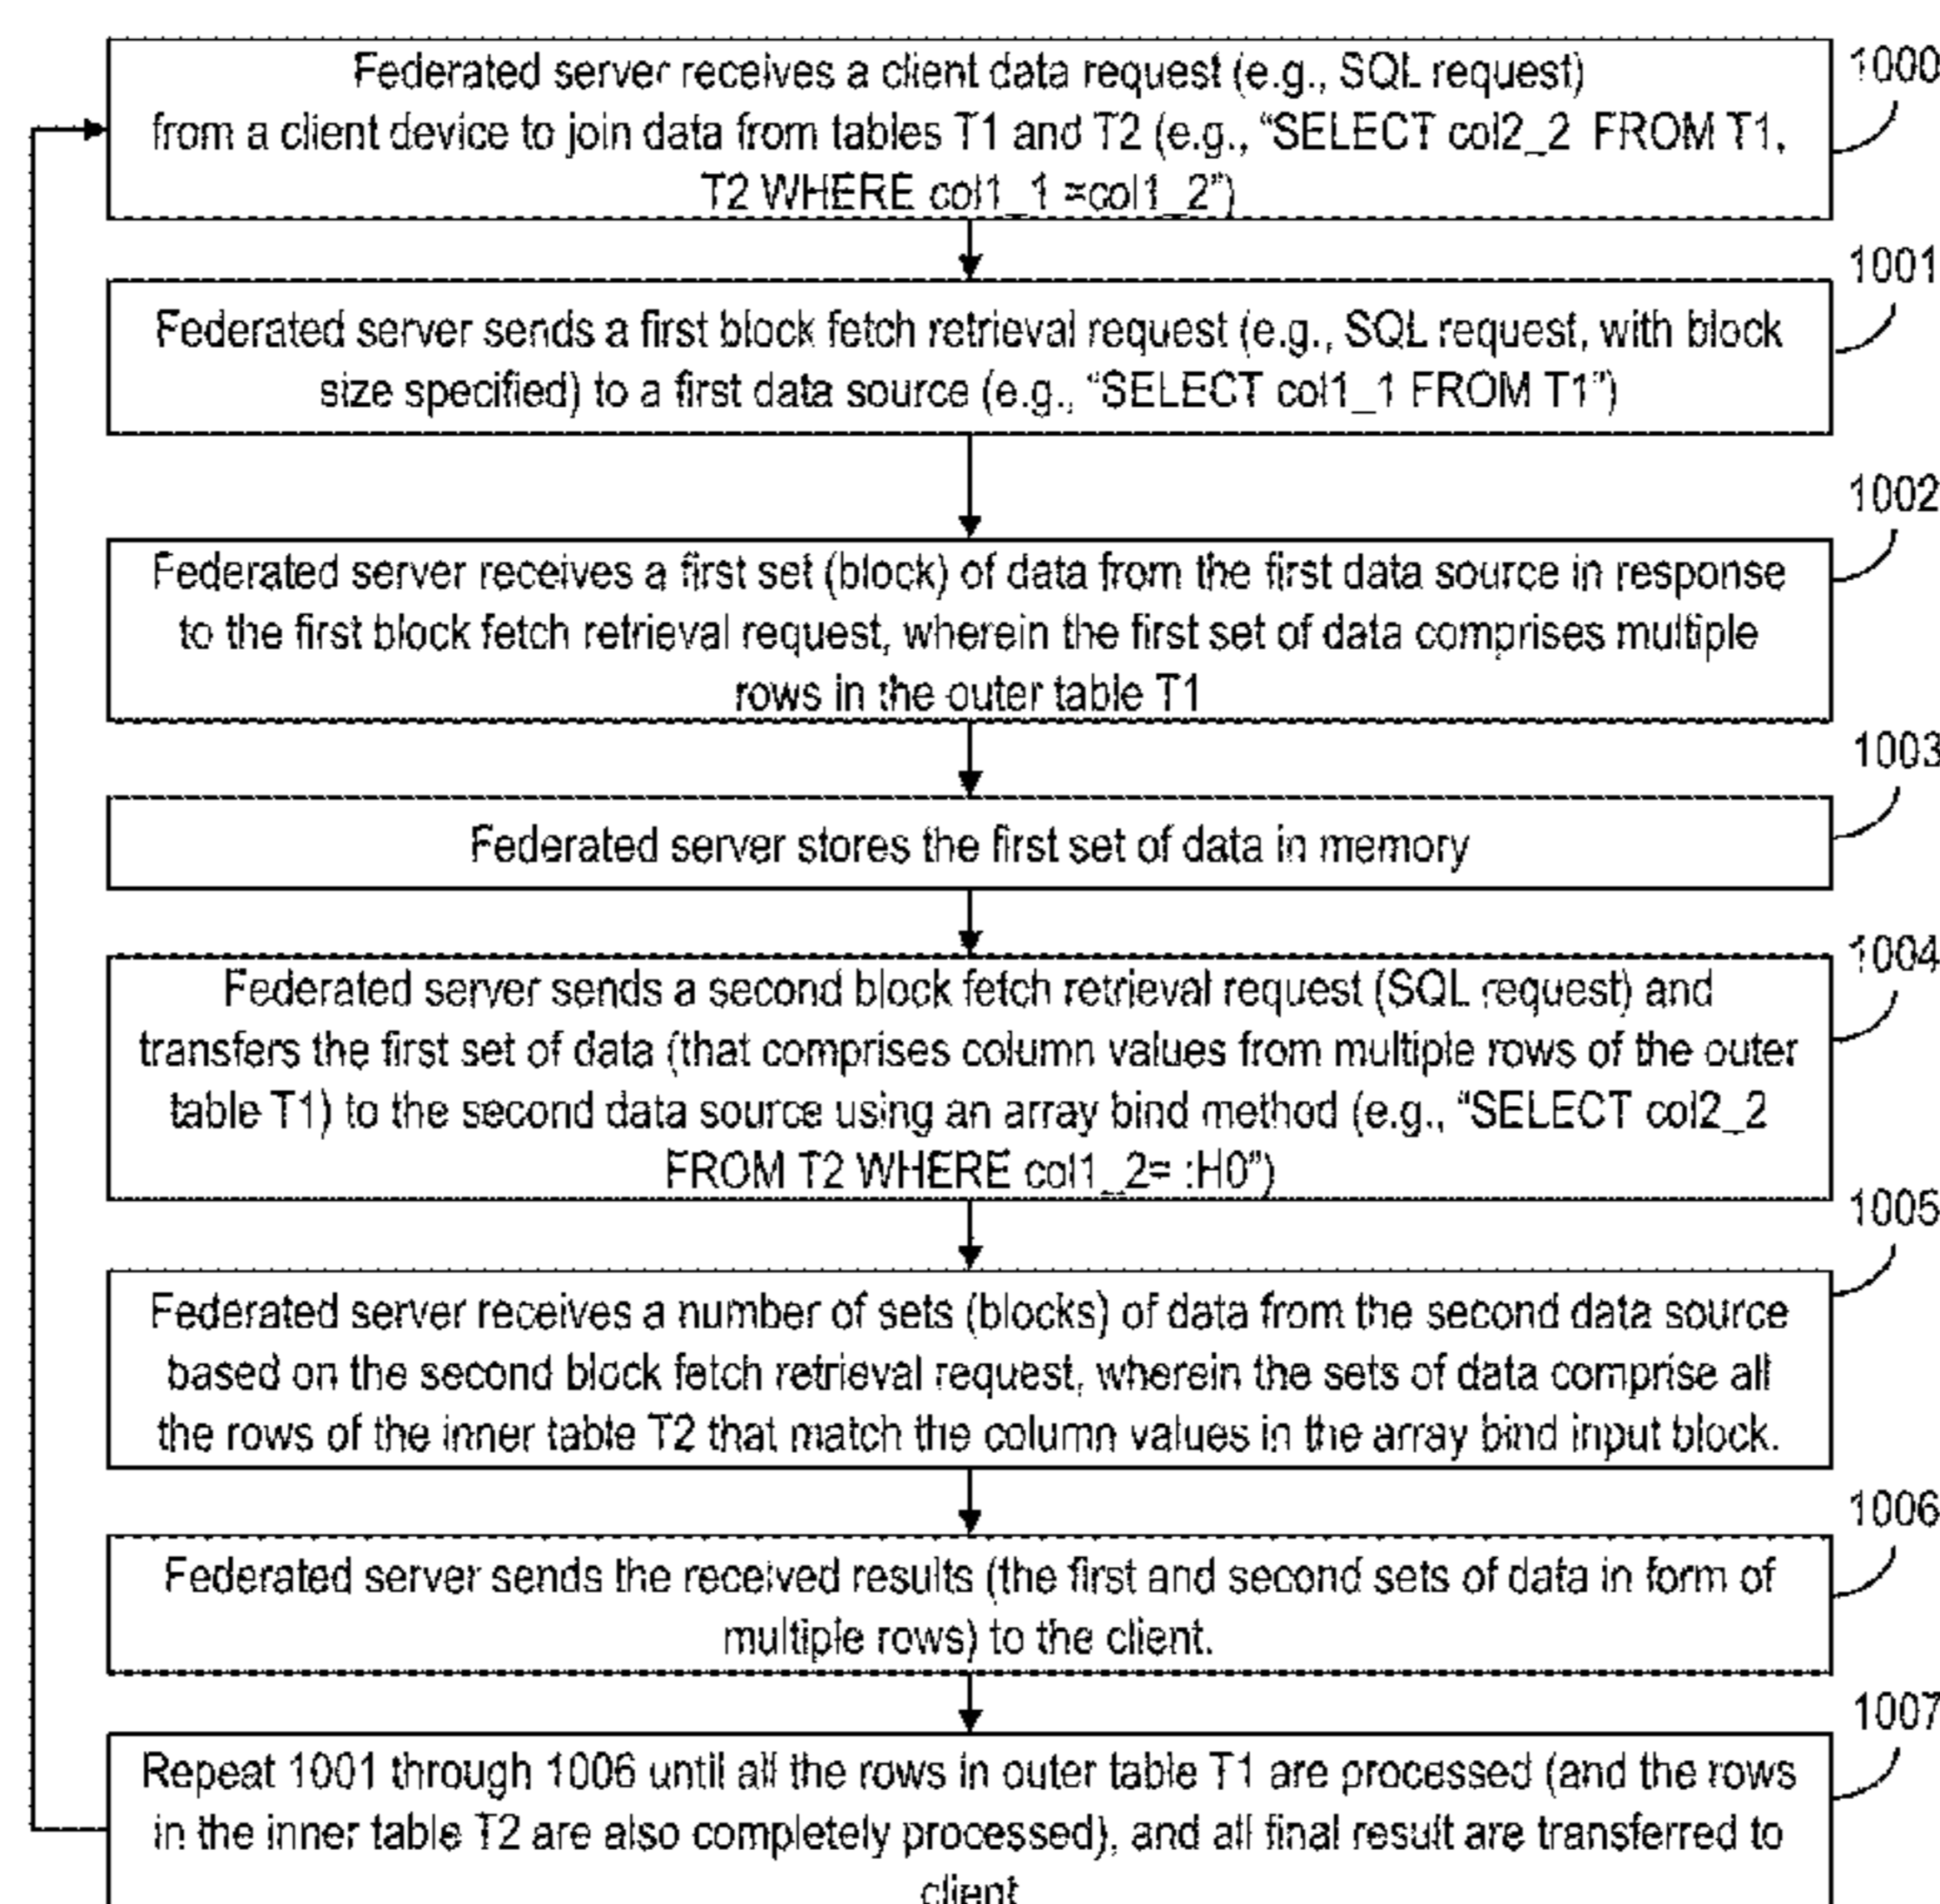 Federated server receives a client data request (e.g., SQL request)
from a client device to join data from tables T1 and T2 (e.g., “SELECT col2_2 FROM T1,
T2 WHERE col1_1 =col1_2”)
1000
Federated server sends a first block fetch retrieval request (e.g., SQL request, with block
size specified) to a first data source (e.g., “SELECT col1_1 FROM T1”)
1001
Federated server receives a first set (block) of data from the first data source in response
to the first block fetch retrieval request, wherein the first set of data comprises multiple
rows in the outer table T1
1002
Federated server stores the first set of data in memory
1003
Federated server sends a second block fetch retrieval request (SQL request) and
transfers the first set of data (that comprises column values from multiple rows of the outer
table T1) to the second data source using an array bind method (e.g., “SELECT col2_2
FROM T2 WHERE col1_2= :H0”)
1004
Federated server receives a number of sets (blocks) of data from the second data source
based on the second block fetch retrieval request, wherein the sets of data comprise all
the rows of the inner table T2 that match the column values in the array bind input block.
1005
Federated server sends the received results (the first and second sets of data in form of
multiple rows) to the client.
1006
Repeat 1001 through 1006 until all the rows in outer table T1 are processed (and the rows
in the inner table T2 are also completely processed), and all final result are transferred to
client
1007